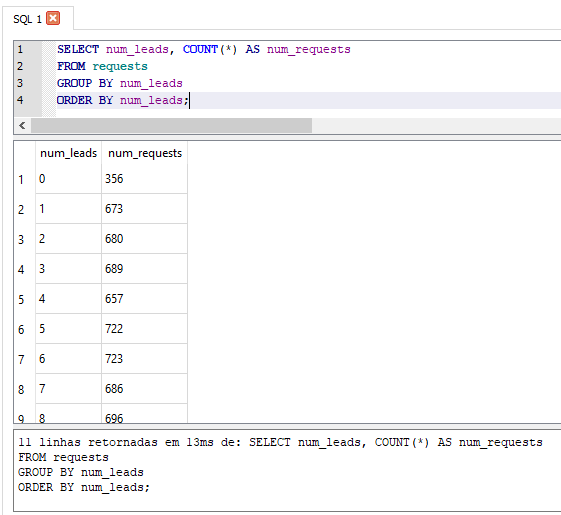 SQL 1
1 SELECT num_leads, COUNT(*) AS num_requests
2 FROM requests
3 GROUP BY num_leads
4 ORDER BY num_leads;
num_leads num_requests
1 0 356
2 1 673
3 2 680
4 3 689
5 4 657
6 5 722
7 6 723
8 7 686
9 8 696
11 linhas retornadas em 13ms de: SELECT num_leads, COUNT(*) AS num_requests
FROM requests
GROUP BY num_leads
ORDER BY num_leads;